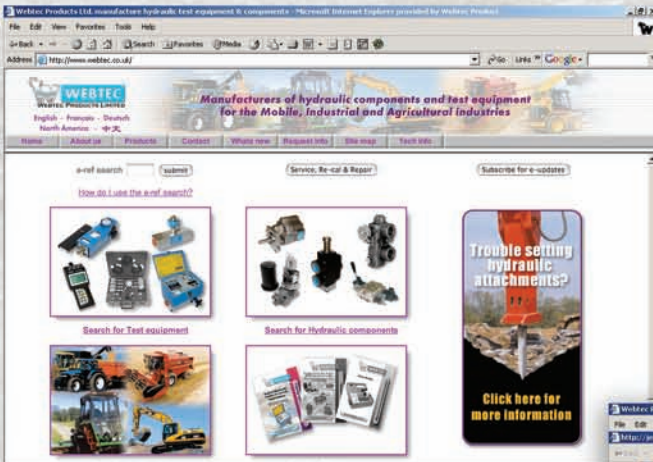 Webtec Products Ltd. manufacture hydraulic test equipment & components - Microsoft Internet Explorer provided by Webtec Product
File Edit View Favorites Tools Help
Back Search Favorites Media
Address http://www.webtec.co.uk/ Go Links Google
WEBTEC
WEBTEC PRODUCTS LIMITED
Manufacturers of hydraulic components and test equipment
for the Mobile, Industrial and Agricultural industries
English - Francais - Deutsch
North America - 中文
Home About us Products Contact Whats new Request info Site map Tech info
e-ref search submit Service, Re-cal & Repair Subscribe for e-updates
How do I use the e-ref search?
Trouble setting
hydraulic
attachments?
Search for Test equipment Search for Hydraulic components
Click here for
more information
Webtec
File Edit